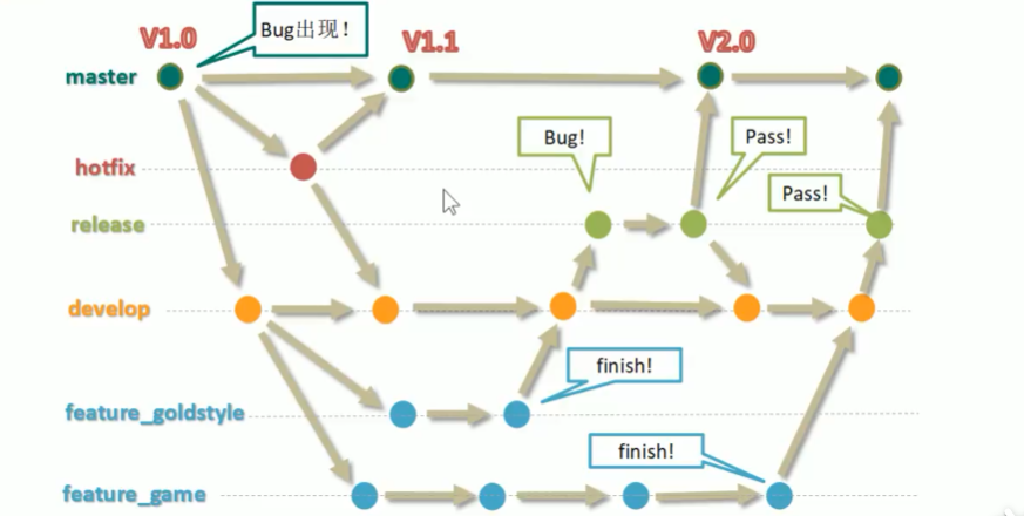 V1.0
Bug出现！
V1.1
V2.0
master
Bug!
Pass!
hotfix
Pass!
release
develop
finish!
feature_goldstyle
finish!
feature_game